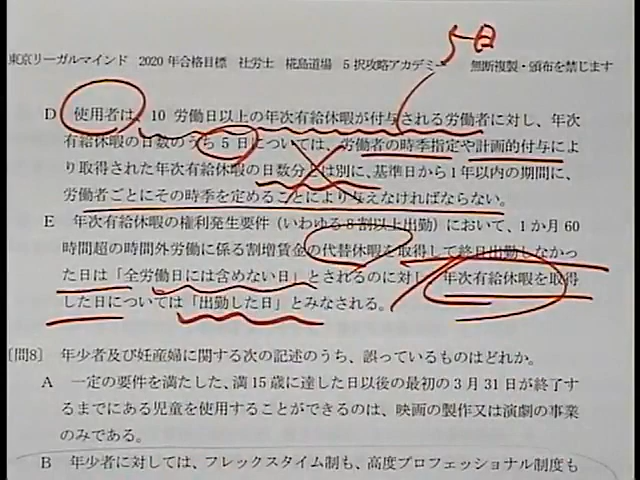 5日
東京リーガルマインド 2020年合格目標 社労士 椛島道場 5択攻略アカデミー 無断複製・頒布を禁じます
D 使用者は、10労働日以上の年次有給休暇が付与される労働者に対し、年次
有給休暇の日数のうち5日については、労働者の時季指定や計画的付与によ
り取得された年次有給休暇の日数分とは別に、基準日から1年以内の期間に、
労働者ごとにその時季を定めることにより与えなければならない。
E 年次有給休暇の権利発生要件(いわゆる8割以上出勤)において、1か月60
時間超の時間外労働に係る割増賃金の代替休暇を取得して終日出勤しなかっ
た日は「全労働日には含めない日」とされるのに対し、年次有給休暇を取得
した日については「出勤した日」とみなされる。
[問8] 年少者及び妊産婦に関する次の記述のうち、誤っているものはどれか。
A 一定の要件を満たした、満15歳に達した日以後の最初の3月31日が終了す
るまでにある児童を使用することができるのは、映画の製作又は演劇の事業
のみである。
B 年少者に対しては、フレックスタイム制も、高度プロフェッショナル制度も